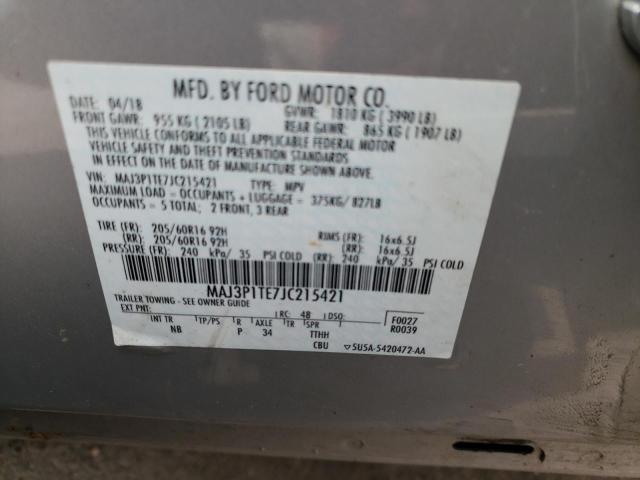 MFD. BY FORD MOTOR CO.
DATE: 04/18 GVWR: 1810 KG ( 3990 LB)
FRONT GAWR: 955 KG ( 2105 LB) REAR GAWR: 865 KG ( 1907 LB)
THIS VEHICLE CONFORMS TO ALL APPLICABLE FEDERAL MOTOR
VEHICLE SAFETY AND THEFT PREVENTION STANDARDS
IN EFFECT ON THE DATE OF MANUFACTURE SHOWN ABOVE.
VIN: MAJ3P1TE7JC215421 TYPE: MPV
MAXIMUM LOAD = OCCUPANTS + LUGGAGE = 375KG/ 827LB
OCCUPANTS = 5 TOTAL; 2 FRONT, 3 REAR
TIRE (FR): 205/60R16 92H RIMS (FR): 16x6.5J
(RR): 205/60R16 92H (RR): 16x6.5J
PRESSURE (FR): 240 kPa/ 35 PSI COLD (RR): 240 kPa/ 35 PSI COLD
MAJ3P1TE7JC215421
TRAILER TOWING - SEE OWNER GUIDE
EXT PNT: RC: 48 DSO: F0027
R0039
INT TR TP/PS R AXLE TR SPR
NB P 34 TTHH
CBU ▽5U5A-5420472-AA